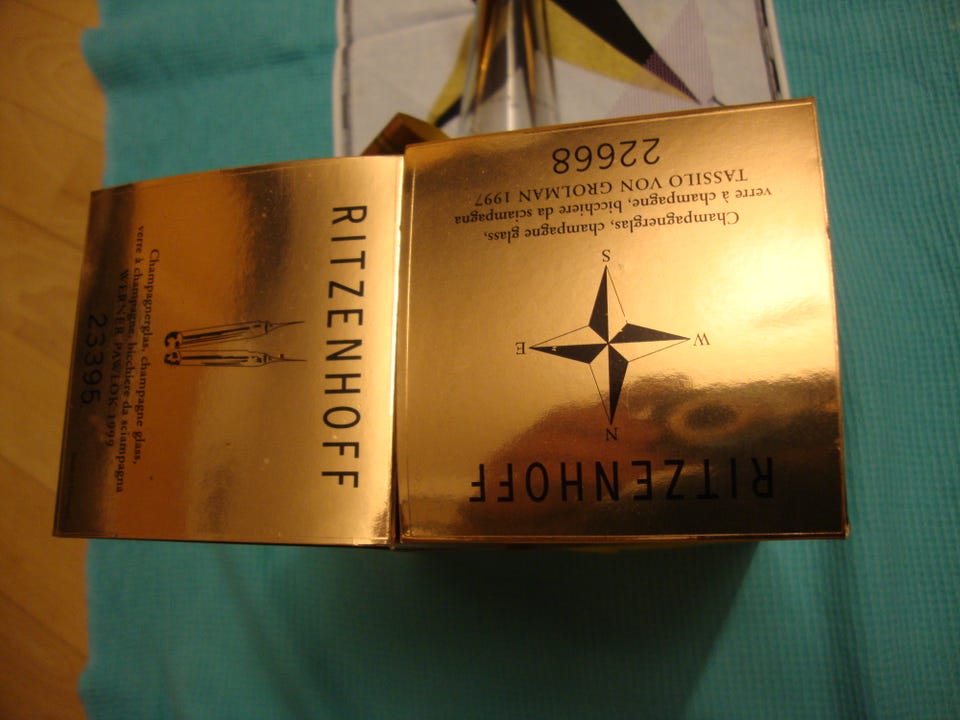 RITZENHOFF
Champagnerglas, champagne glass,
verre à champagne, bicchiere da sciampagna
WERNER PAWLOK 1999
23395
RITZENHOFF
N
W
E
S
Champagnerglas, champagne glass,
verre à champagne, bicchiere da sciampagna
TASSILO VON GROLMAN 1997
22668